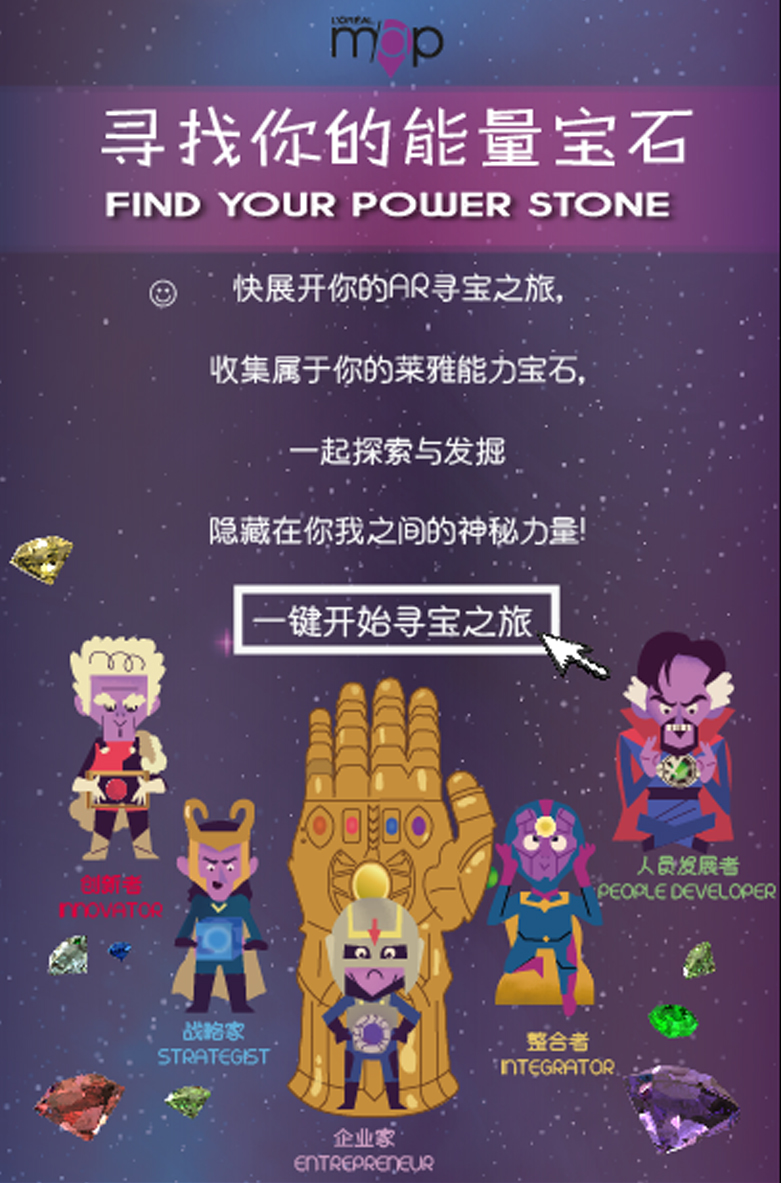 L'ORÉAL
map
寻找你的能量宝石
FIND YOUR POWER STONE
快展开你的AR寻宝之旅,
收集属于你的莱雅能力宝石,
一起探索与发掘
隐藏在你我之间的神秘力量!
一键开始寻宝之旅
人员发展者
PEOPLE DEVELOPER
创新者
INNOVATOR
战略家
STRATEGIST
整合者
INTEGRATOR
企业家
ENTREPRENEUR